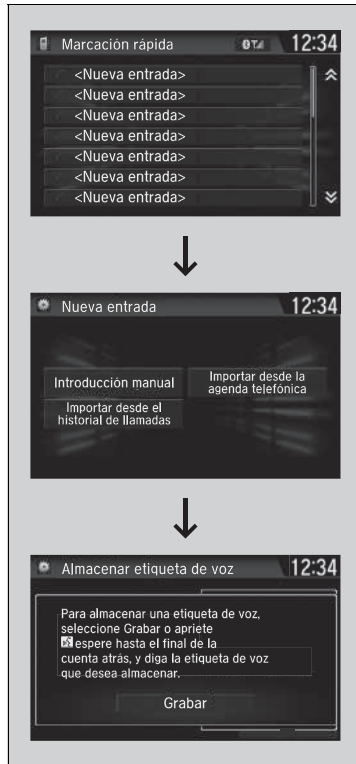 Marcación rápida 12:34
<Nueva entrada>
<Nueva entrada>
<Nueva entrada>
<Nueva entrada>
<Nueva entrada>
<Nueva entrada>
<Nueva entrada>
Nueva entrada 12:34
Introducción manual
Importar desde la
agenda telefónica
Importar desde el
historial de llamadas
Almacenar etiqueta de voz 12:34
Para almacenar una etiqueta de voz,
seleccione Grabar o apriete
espere hasta el final de la
cuenta atrás, y diga la etiqueta de voz
que desea almacenar.
Grabar